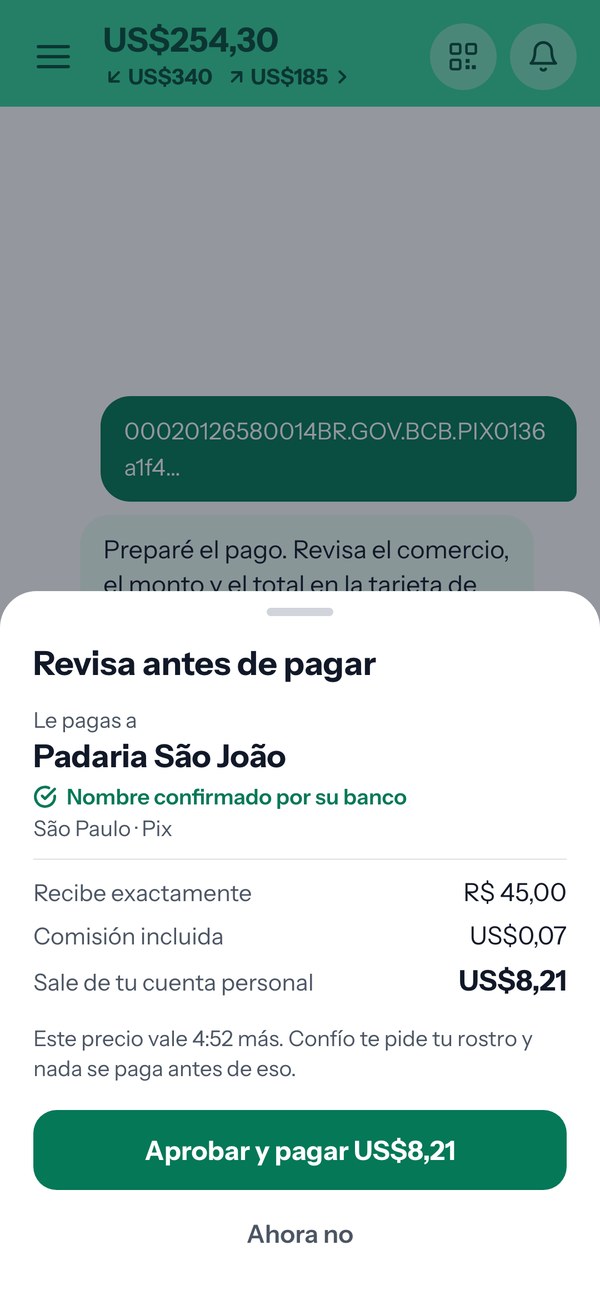 US$254,30
↙ US$340 ↗ US$185 >
00020126580014BR.GOV.BCB.PIX0136
a1f4...
Preparé el pago. Revisa el comercio,
el monto y el total en la tarjeta de
Revisa antes de pagar
Le pagas a
Padaria São João
Nombre confirmado por su banco
São Paulo · Pix
Recibe exactamente R$ 45,00
Comisión incluida US$0,07
Sale de tu cuenta personal US$8,21
Este precio vale 4:52 más. Confío te pide tu rostro y
nada se paga antes de eso.
Aprobar y pagar US$8,21
Ahora no